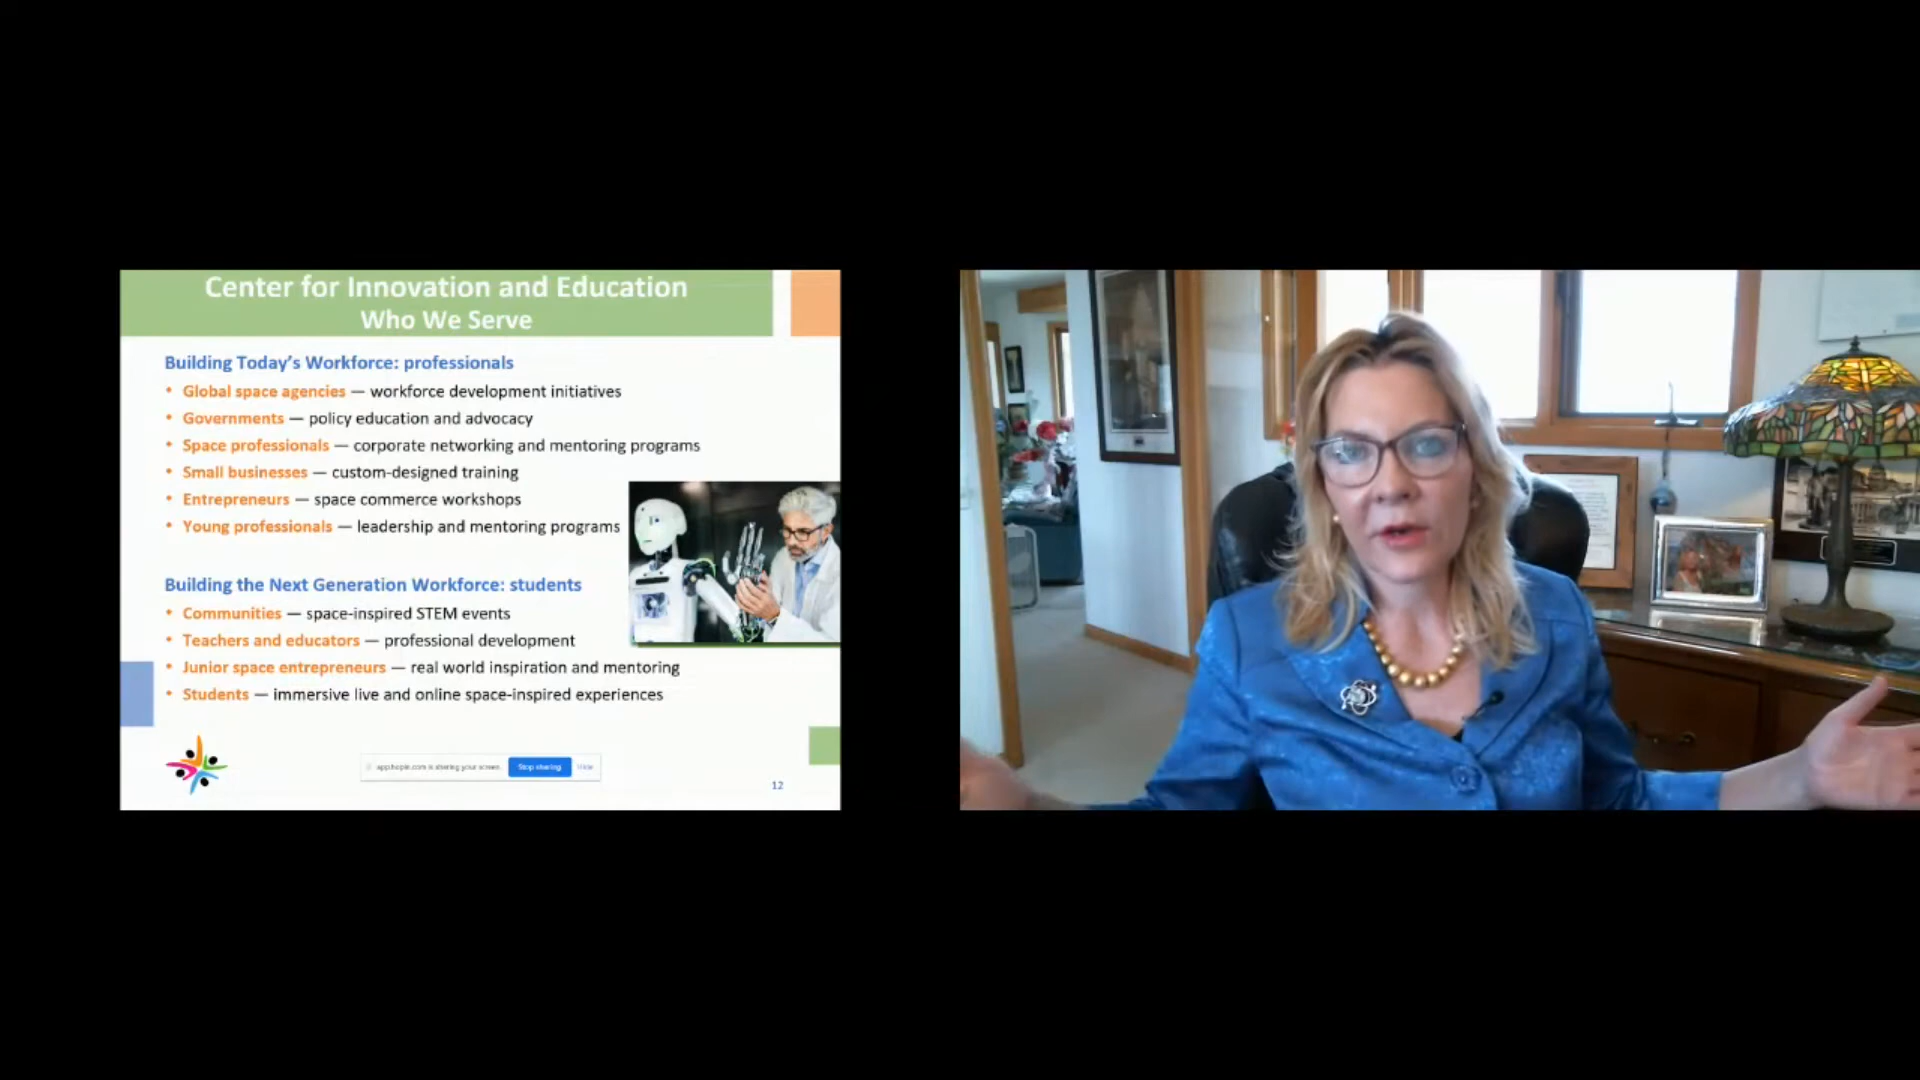 Center for Innovation and Education
Who We Serve
Building Today's Workforce: professionals
• Global space agencies — workforce development initiatives
• Governments — policy education and advocacy
• Space professionals — corporate networking and mentoring programs
• Small businesses — custom-designed training
• Entrepreneurs — space commerce workshops
• Young professionals — leadership and mentoring programs
Building the Next Generation Workforce: students
• Communities — space-inspired STEM events
• Teachers and educators — professional development
• Junior space entrepreneurs — real world inspiration and mentoring
• Students — immersive live and online space-inspired experiences
app.hopin.com is sharing your screen. Stop sharing Hide
12